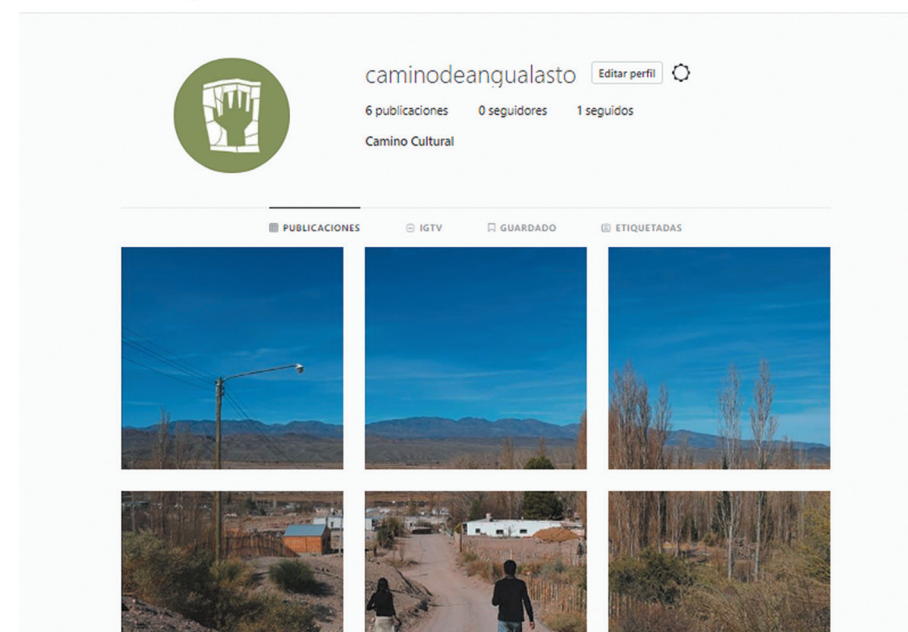 caminodeangualasto Editar perfil
6 publicaciones 0 seguidores 1 seguidos
Camino Cultural
PUBLICACIONES IGTV GUARDADO ETIQUETADAS